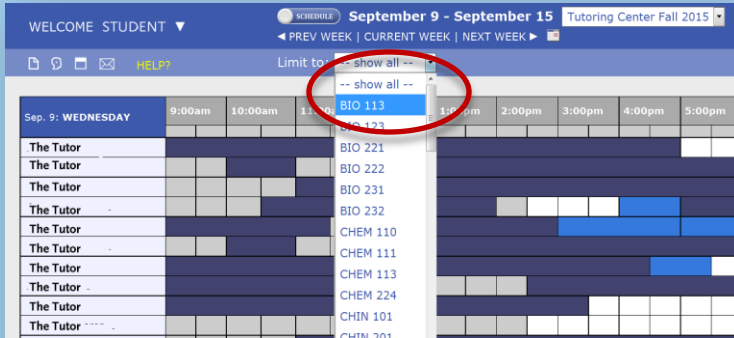 WELCOME STUDENT ▼
SCHEDULE September 9 - September 15 Tutoring Center Fall 2015
◄ PREV WEEK | CURRENT WEEK | NEXT WEEK ►
HELP?
Limit to: -- show all --
-- show all --
BIO 113
BIO 123
BIO 221
BIO 222
BIO 231
BIO 232
CHEM 110
CHEM 111
CHEM 113
CHEM 224
CHIN 101
CHIN 201
Sep. 9: WEDNESDAY 9:00am 10:00am 1:00pm 2:00pm 3:00pm 4:00pm 5:00pm
The Tutor
The Tutor
The Tutor
The Tutor
The Tutor
The Tutor
The Tutor
The Tutor
The Tutor
The Tutor